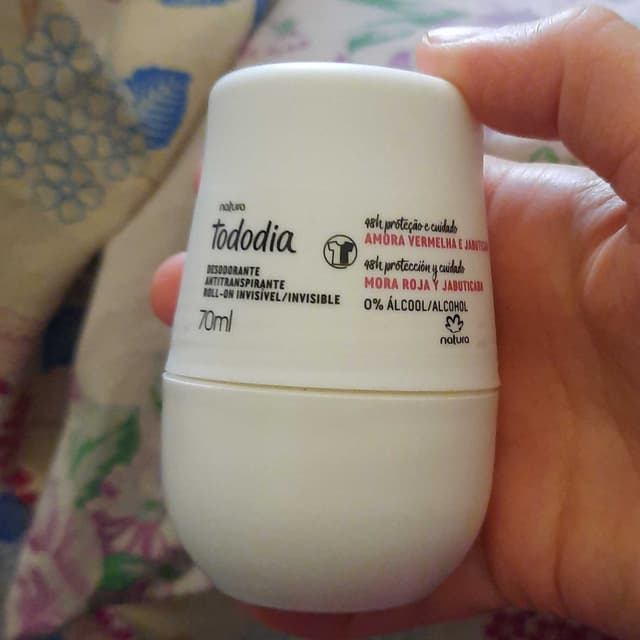 natura
tododia
DESODORANTE
ANTITRANSPIRANTE
ROLL-ON INVISÍVEL/INVISIBLE
70ml
48h proteção e cuidado
AMORA VERMELHA E
48h protección y cuidado
MORA ROJA Y JABUTICABA
0% ÁLCOOL/ALCOHOL
natura